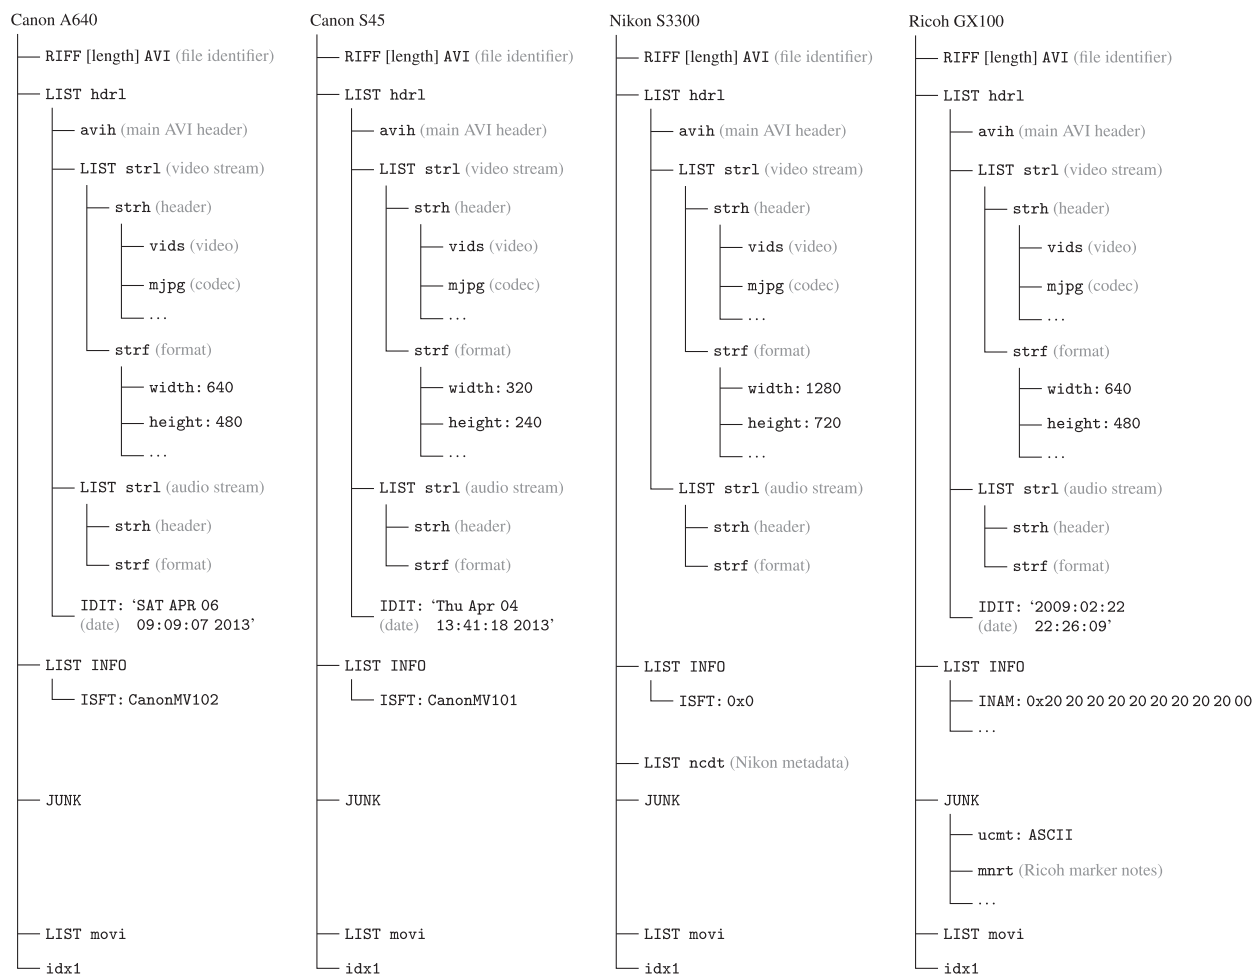 Canon A640
RIFF [length] AVI (file identifier)
LIST hdrl
avih (main AVI header)
LIST strl (video stream)
strh (header)
vids (video)
mjpg (codec)
...
strf (format)
width: 640
height: 480
...
LIST strl (audio stream)
strh (header)
strf (format)
IDIT: ‘SAT APR 06
(date) 09:09:07 2013’
LIST INFO
ISFT: CanonMV102
JUNK
LIST movi
idx1
Canon S45
RIFF [length] AVI (file identifier)
LIST hdrl
avih (main AVI header)
LIST strl (video stream)
strh (header)
vids (video)
mjpg (codec)
...
strf (format)
width: 320
height: 240
...
LIST strl (audio stream)
strh (header)
strf (format)
IDIT: ‘Thu Apr 04
(date) 13:41:18 2013’
LIST INFO
ISFT: CanonMV101
JUNK
LIST movi
idx1
Nikon S3300
RIFF [length] AVI (file identifier)
LIST hdrl
avih (main AVI header)
LIST strl (video stream)
strh (header)
vids (video)
mjpg (codec)
...
strf (format)
width: 1280
height: 720
...
LIST strl (audio stream)
strh (header)
strf (format)
LIST INFO
ISFT: 0x0
LIST ncdt (Nikon metadata)
JUNK
LIST movi
idx1
Ricoh GX100
RIFF [length] AVI (file identifier)
LIST hdrl
avih (main AVI header)
LIST strl (video stream)
strh (header)
vids (video)
mjpg (codec)
...
strf (format)
width: 640
height: 480
...
LIST strl (audio stream)
strh (header)
strf (format)
IDIT: ‘2009:02:22
(date) 22:26:09’
LIST INFO
INAM: 0x20 20 20 20 20 20 20 20 20 20 00
...
JUNK
ucmt: ASCII
mnrt (Ricoh marker notes)
...
LIST movi
idx1